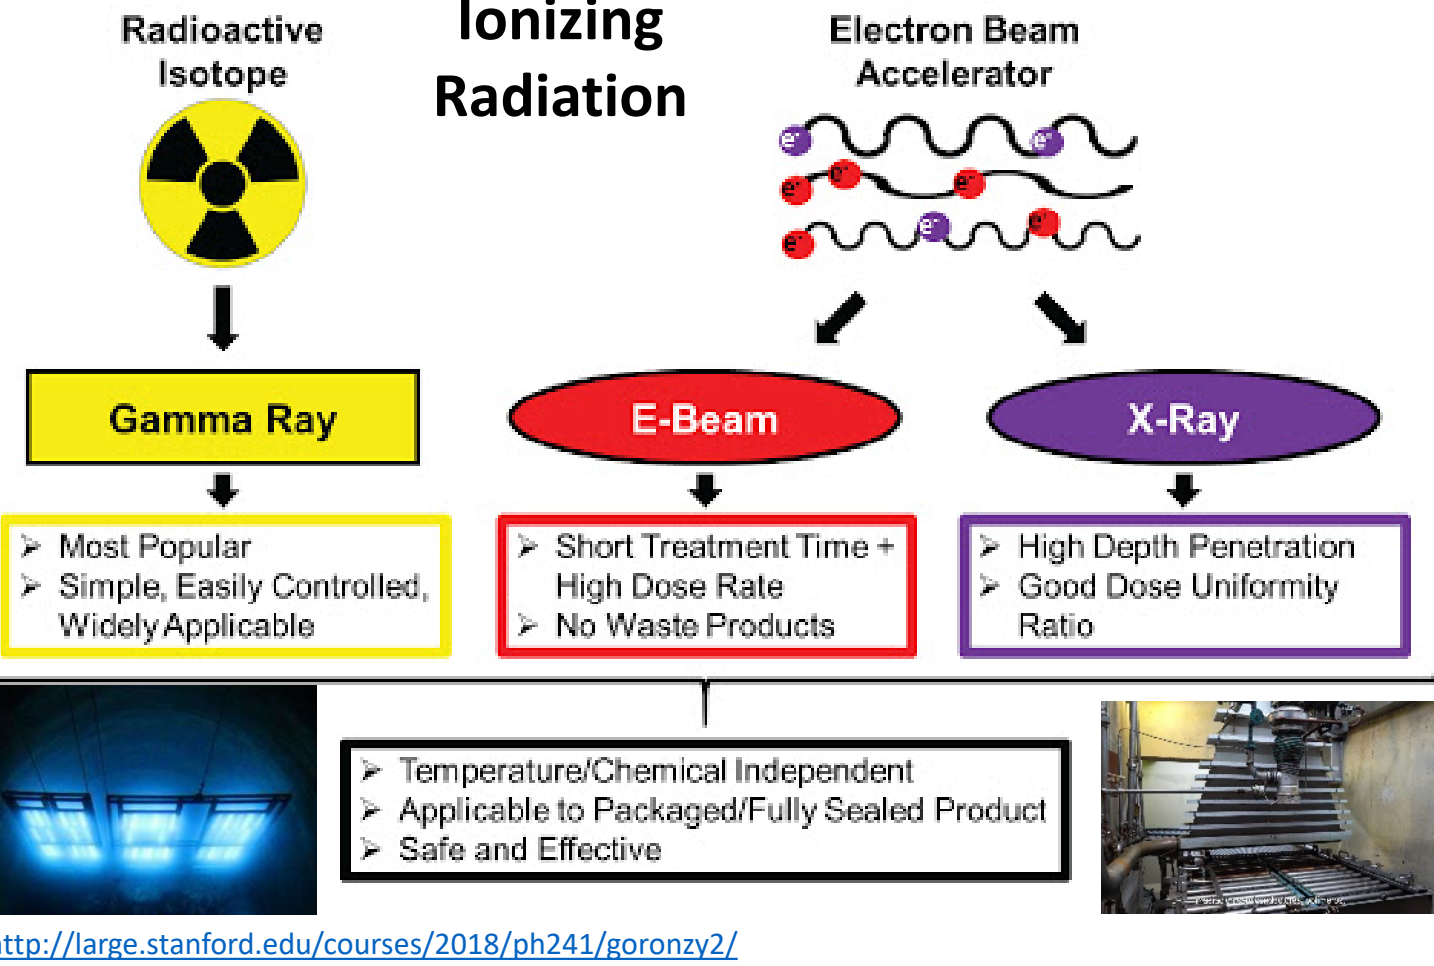 Ionizing
Radiation
Radioactive
Isotope
Electron Beam
Accelerator
e⁻
e⁻
e⁻
e⁻
e⁻
e⁻
e⁻
e⁻
Gamma Ray
E-Beam
X-Ray
➢ Most Popular
➢ Simple, Easily Controlled,
Widely Applicable
➢ Short Treatment Time +
High Dose Rate
➢ No Waste Products
➢ High Depth Penetration
➢ Good Dose Uniformity
Ratio
➢ Temperature/Chemical Independent
➢ Applicable to Packaged/Fully Sealed Product
➢ Safe and Effective
http://large.stanford.edu/courses/2018/ph241/goronzy2/